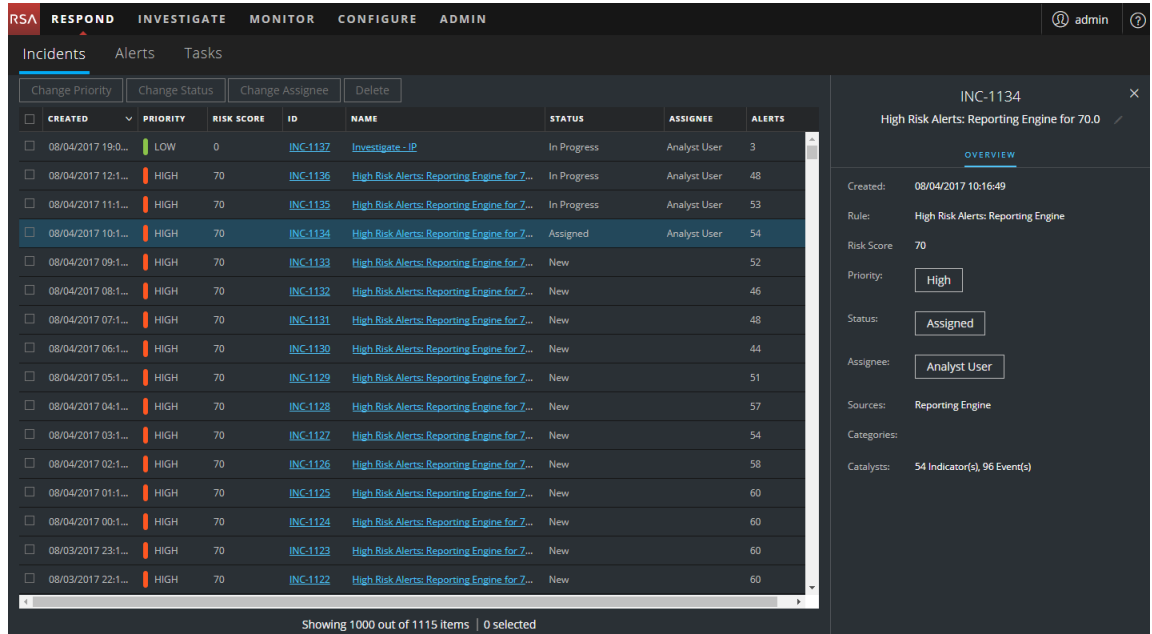 RSA RESPOND INVESTIGATE MONITOR CONFIGURE ADMIN admin ?
Incidents Alerts Tasks
Change Priority Change Status Change Assignee Delete
CREATED PRIORITY RISK SCORE ID NAME STATUS ASSIGNEE ALERTS
08/04/2017 19:0... LOW 0 INC-1137 Investigate - IP In Progress Analyst User 3
08/04/2017 12:1... HIGH 70 INC-1136 High Risk Alerts: Reporting Engine for 7... In Progress Analyst User 48
08/04/2017 11:1... HIGH 70 INC-1135 High Risk Alerts: Reporting Engine for 7... In Progress Analyst User 53
08/04/2017 10:1... HIGH 70 INC-1134 High Risk Alerts: Reporting Engine for 7... Assigned Analyst User 54
08/04/2017 09:1... HIGH 70 INC-1133 High Risk Alerts: Reporting Engine for 7... New 52
08/04/2017 08:1... HIGH 70 INC-1132 High Risk Alerts: Reporting Engine for 7... New 46
08/04/2017 07:1... HIGH 70 INC-1131 High Risk Alerts: Reporting Engine for 7... New 48
08/04/2017 06:1... HIGH 70 INC-1130 High Risk Alerts: Reporting Engine for 7... New 44
08/04/2017 05:1... HIGH 70 INC-1129 High Risk Alerts: Reporting Engine for 7... New 51
08/04/2017 04:1... HIGH 70 INC-1128 High Risk Alerts: Reporting Engine for 7... New 57
08/04/2017 03:1... HIGH 70 INC-1127 High Risk Alerts: Reporting Engine for 7... New 54
08/04/2017 02:1... HIGH 70 INC-1126 High Risk Alerts: Reporting Engine for 7... New 58
08/04/2017 01:1... HIGH 70 INC-1125 High Risk Alerts: Reporting Engine for 7... New 60
08/04/2017 00:1... HIGH 70 INC-1124 High Risk Alerts: Reporting Engine for 7... New 60
08/03/2017 23:1... HIGH 70 INC-1123 High Risk Alerts: Reporting Engine for 7... New 60
08/03/2017 22:1... HIGH 70 INC-1122 High Risk Alerts: Reporting Engine for 7... New 60
Showing 1000 out of 1115 items | 0 selected
INC-1134
High Risk Alerts: Reporting Engine for 70.0
OVERVIEW
Created: 08/04/2017 10:16:49
Rule: High Risk Alerts: Reporting Engine
Risk Score 70
Priority: High
Status: Assigned
Assignee: Analyst User
Sources: Reporting Engine
Categories:
Catalysts: 54 Indicator(s), 96 Event(s)